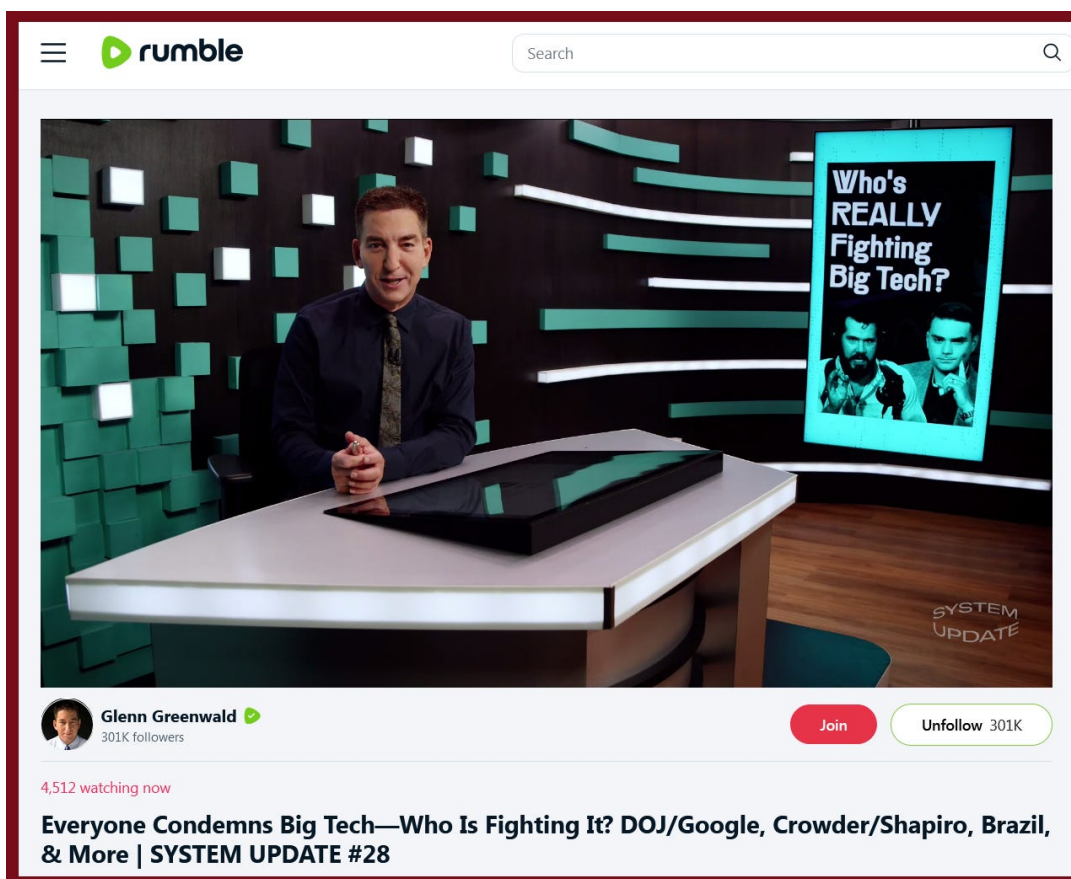 rumble
Search
Who's
REALLY
Fighting
Big Tech?
SYSTEM
UPDATE
Glenn Greenwald
301K followers
Join
Unfollow 301K
4,512 watching now
Everyone Condemns Big Tech—Who Is Fighting It? DOJ/Google, Crowder/Shapiro, Brazil,
& More | SYSTEM UPDATE #28